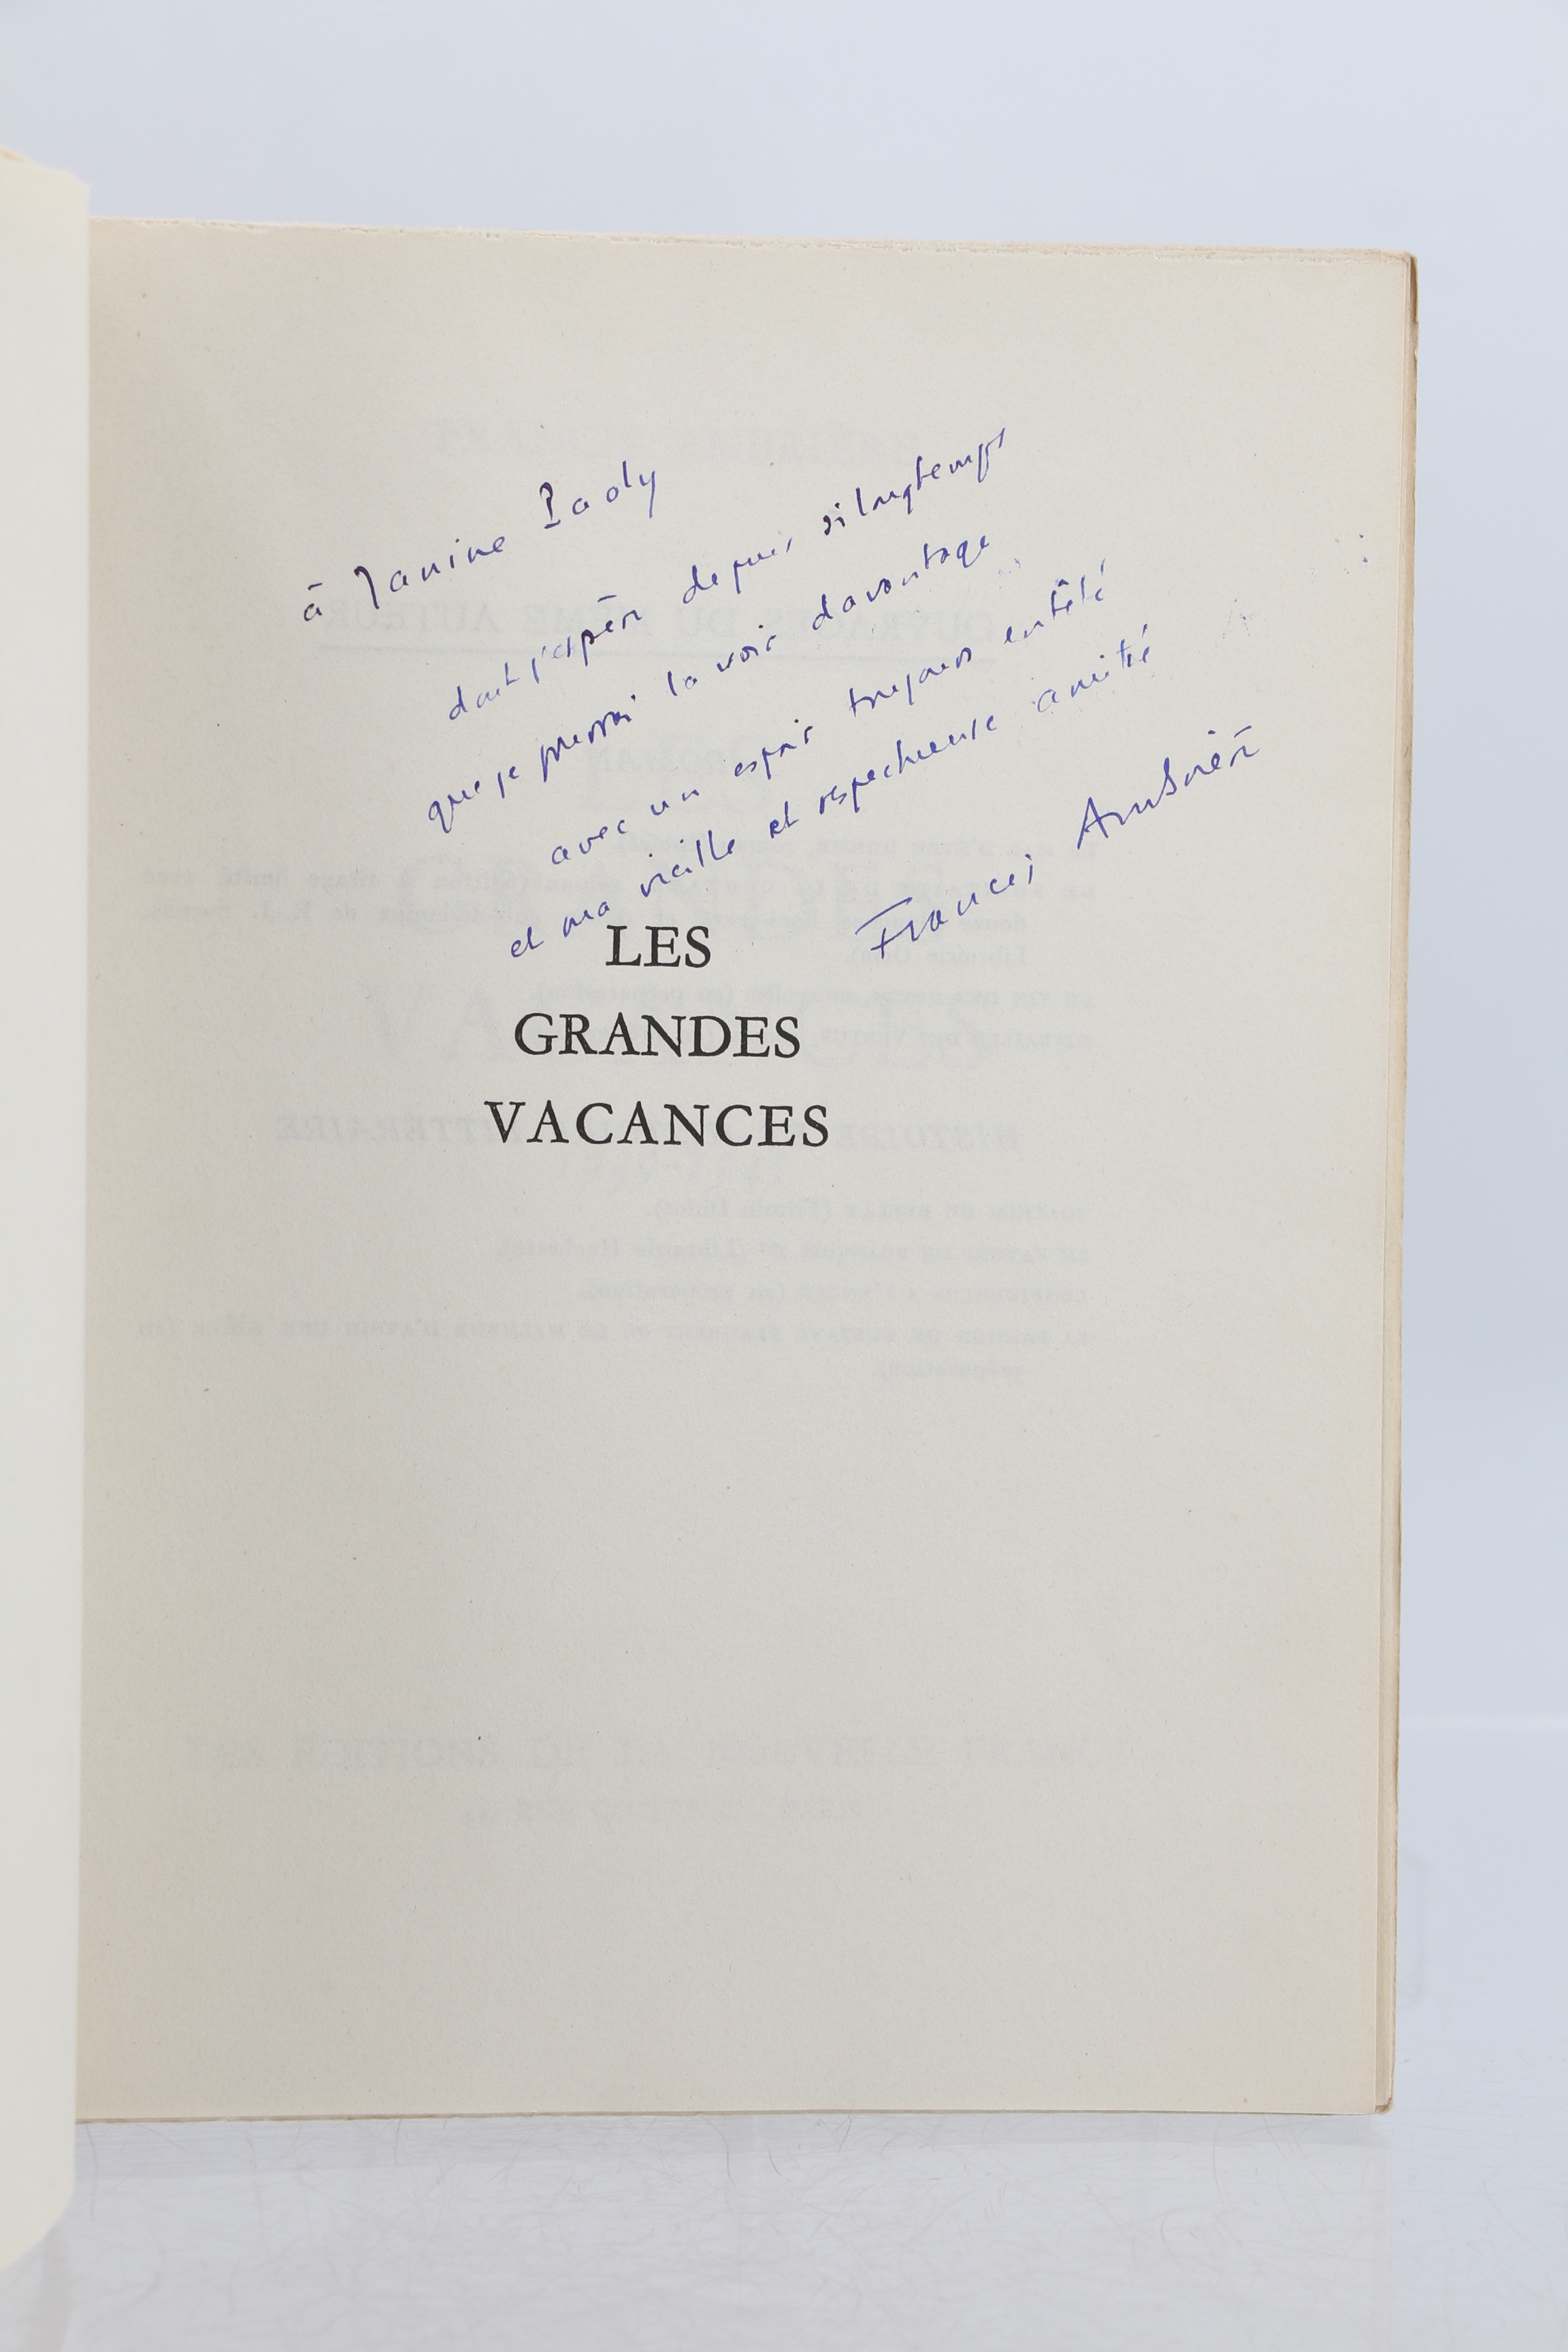 à Janine
dont j'espère depuis si longtemps
que je pourrai la voir davantage
avec un espoir toujours entêté
et ma vieille et respectueuse amitié
Francis Ambrière
LES
GRANDES
VACANCES